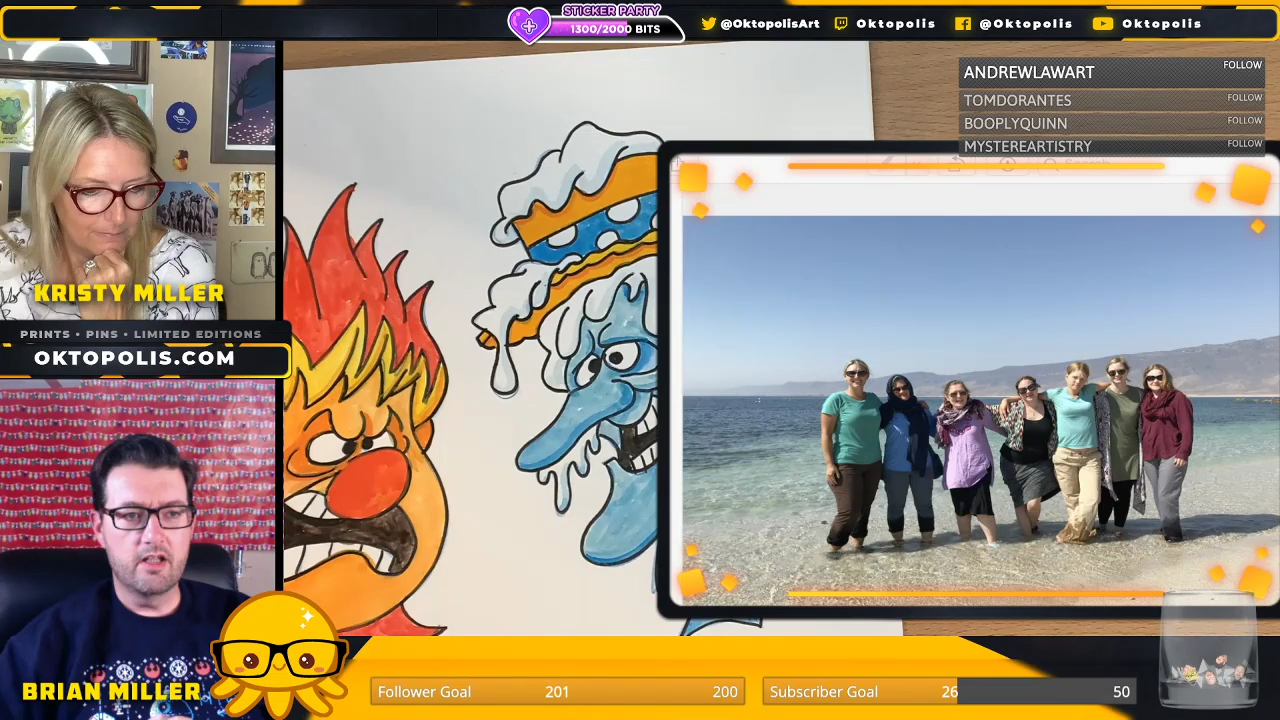 STICKER PARTY
1300/2000 BITS
@OktopolisArt
Oktopolis
@Oktopolis
Oktopolis
ANDREWLAWART FOLLOW
TOMDORANTES FOLLOW
BOOPLYQUINN FOLLOW
MYSTEREARTISTRY FOLLOW
KRISTY MILLER
PRINTS • PINS • LIMITED EDITIONS
OKTOPOLIS.COM
BRIAN MILLER
Follower Goal 201 200
Subscriber Goal 26 50